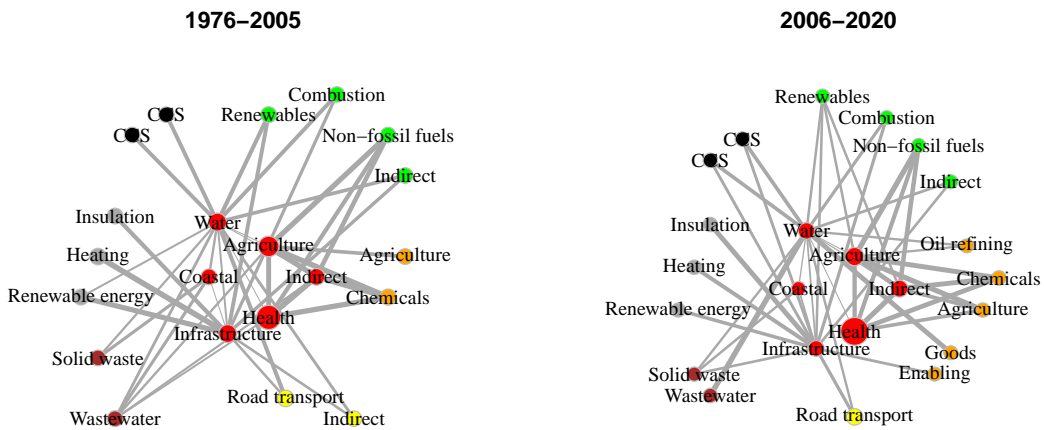 1976–2005
Combustion
CCS
Renewables
CCS
Non−fossil fuels
Indirect
Insulation
Water
Heating
Agriculture
Agriculture
Coastal
Indirect
Renewable energy
Chemicals
Health
Infrastructure
Solid waste
Road transport
Wastewater
Indirect
2006–2020
Renewables
Combustion
CCS
Non−fossil fuels
CCS
Indirect
Insulation
Water
Oil refining
Heating
Agriculture
Chemicals
Coastal
Indirect
Renewable energy
Agriculture
Health
Infrastructure
Goods
Solid waste
Enabling
Wastewater
Road transport